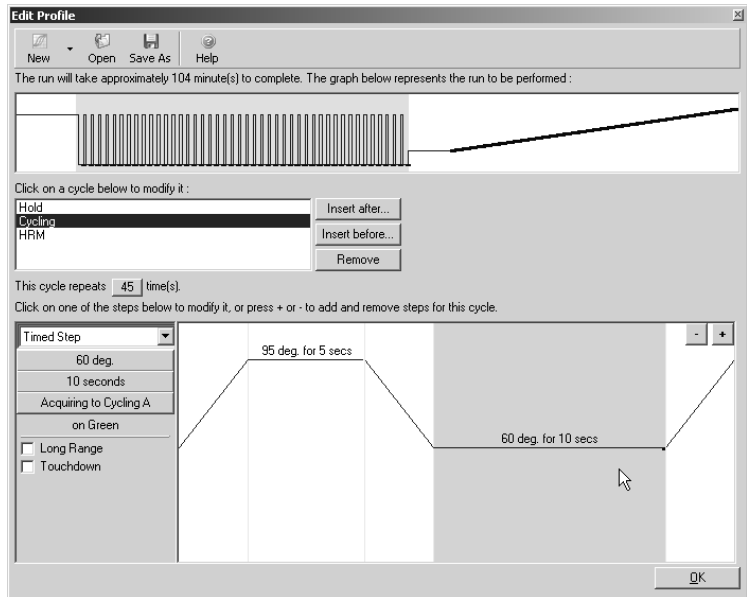 Edit Profile
New Open Save As Help
The run will take approximately 104 minute(s) to complete. The graph below represents the run to be performed :
Click on a cycle below to modify it :
Hold
Cycling
HRM
Insert after...
Insert before...
Remove
This cycle repeats 45 time(s).
Click on one of the steps below to modify it, or press + or - to add and remove steps for this cycle.
Timed Step
- +
95 deg. for 5 secs
60 deg.
10 seconds
Acquiring to Cycling A
on Green
60 deg. for 10 secs
Long Range
Touchdown
OK